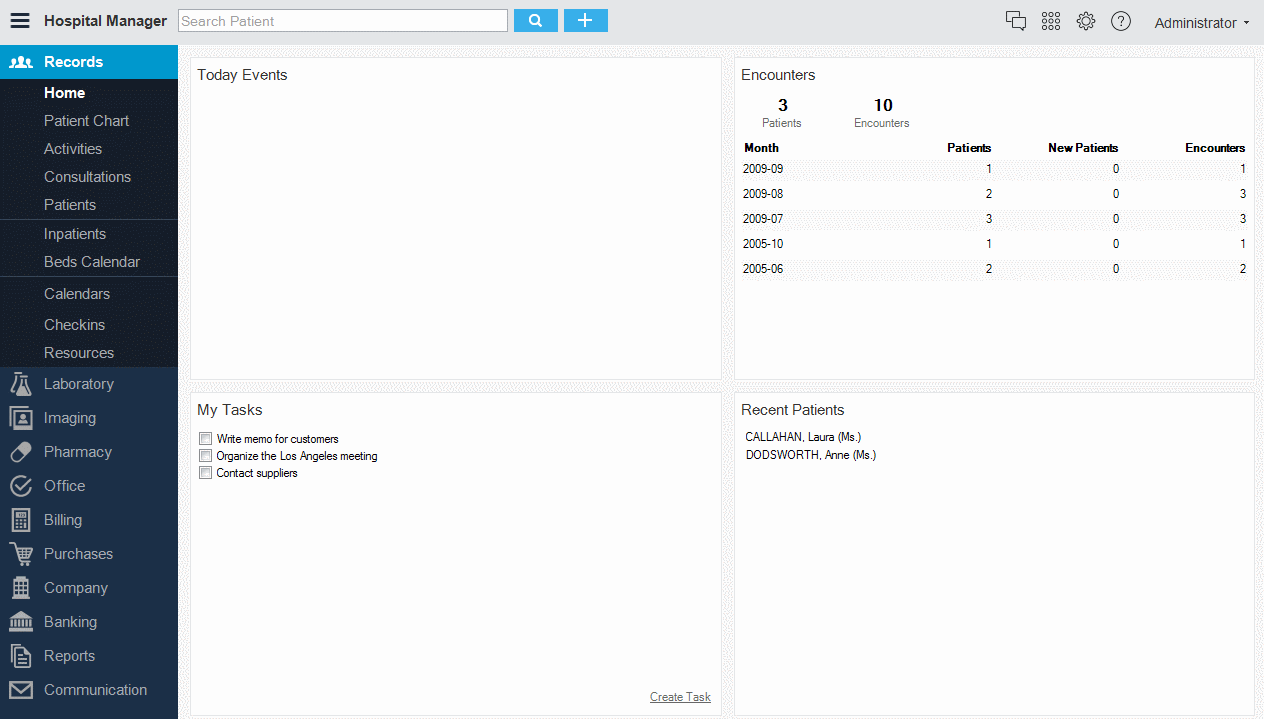 Hospital Manager
Search Patient
Administrator
Records
Home
Patient Chart
Activities
Consultations
Patients
Inpatients
Beds Calendar
Calendars
Checkins
Resources
Laboratory
Imaging
Pharmacy
Office
Billing
Purchases
Company
Banking
Reports
Communication
Today Events
Encounters
3 10
Patients Encounters
Month Patients New Patients Encounters
2009-09 1 0 1
2009-08 2 0 3
2009-07 3 0 3
2005-10 1 0 1
2005-06 2 0 2
My Tasks
Write memo for customers
Organize the Los Angeles meeting
Contact suppliers
Create Task
Recent Patients
CALLAHAN, Laura (Ms.)
DODSWORTH, Anne (Ms.)